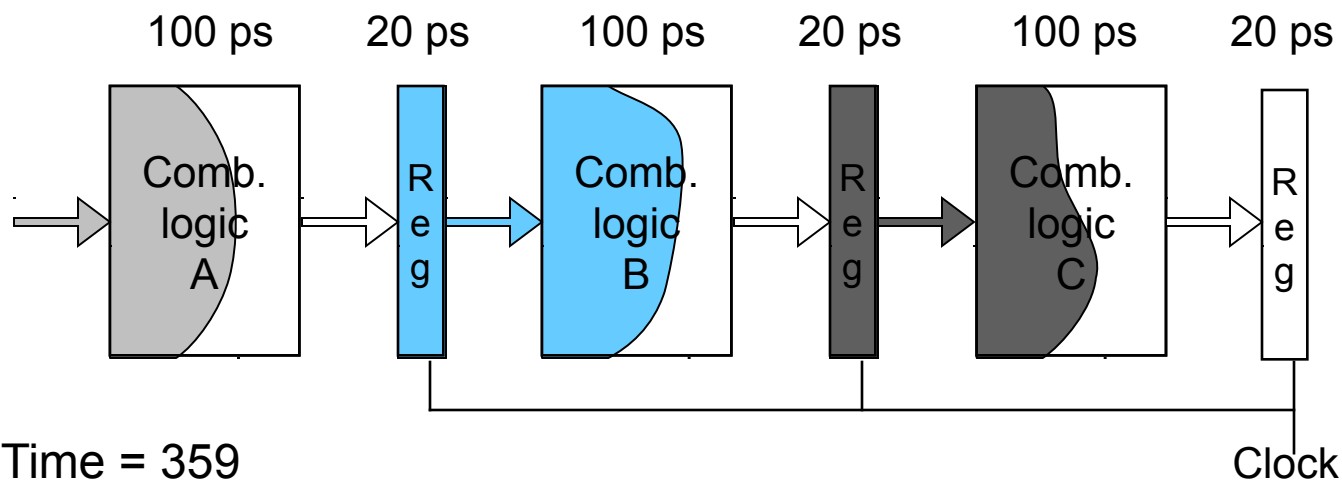 100 ps
20 ps
100 ps
20 ps
100 ps
20 ps
Comb.
logic
A
R
e
g
Comb.
logic
B
R
e
g
Comb.
logic
C
R
e
g
Time = 359
Clock